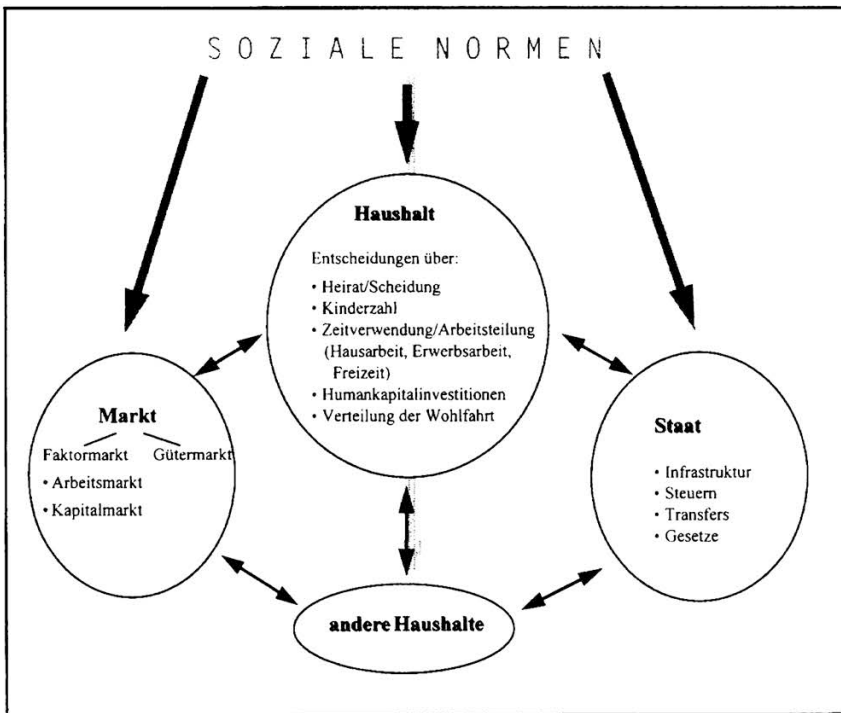 SOZIALE NORMEN
Haushalt
Entscheidungen über:
• Heirat/Scheidung
• Kinderzahl
• Zeitverwendung/Arbeitsteilung
(Hausarbeit, Erwerbsarbeit,
Freizeit)
• Humankapitalinvestitionen
• Verteilung der Wohlfahrt
Markt
Faktormarkt Gütermarkt
• Arbeitsmarkt
• Kapitalmarkt
Staat
• Infrastruktur
• Steuern
• Transfers
• Gesetze
andere Haushalte